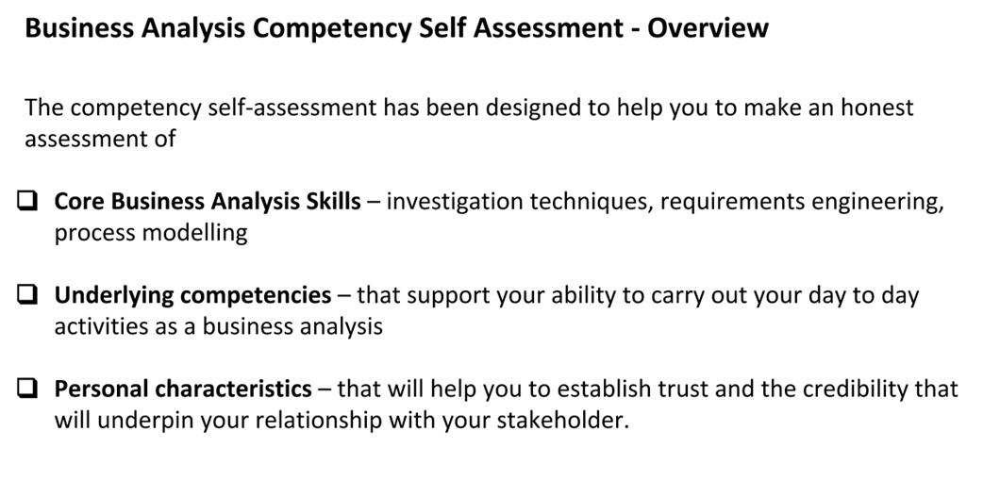 Business Analysis Competency Self Assessment - Overview
The competency self-assessment has been designed to help you to make an honest
assessment of
❑ Core Business Analysis Skills – investigation techniques, requirements engineering,
process modelling
❑ Underlying competencies – that support your ability to carry out your day to day
activities as a business analysis
❑ Personal characteristics – that will help you to establish trust and the credibility that
will underpin your relationship with your stakeholder.